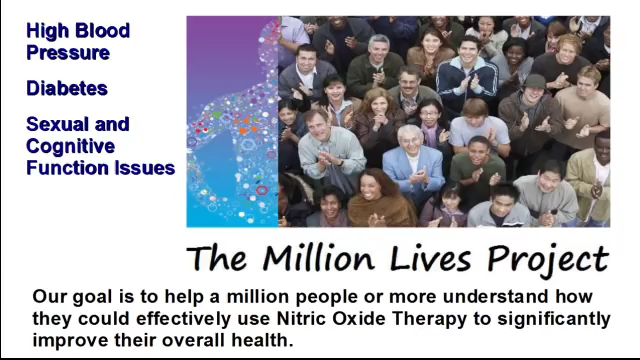 High Blood
Pressure
Diabetes
Sexual and
Cognitive
Function Issues
The Million Lives Project
Our goal is to help a million people or more understand how
they could effectively use Nitric Oxide Therapy to significantly
improve their overall health.